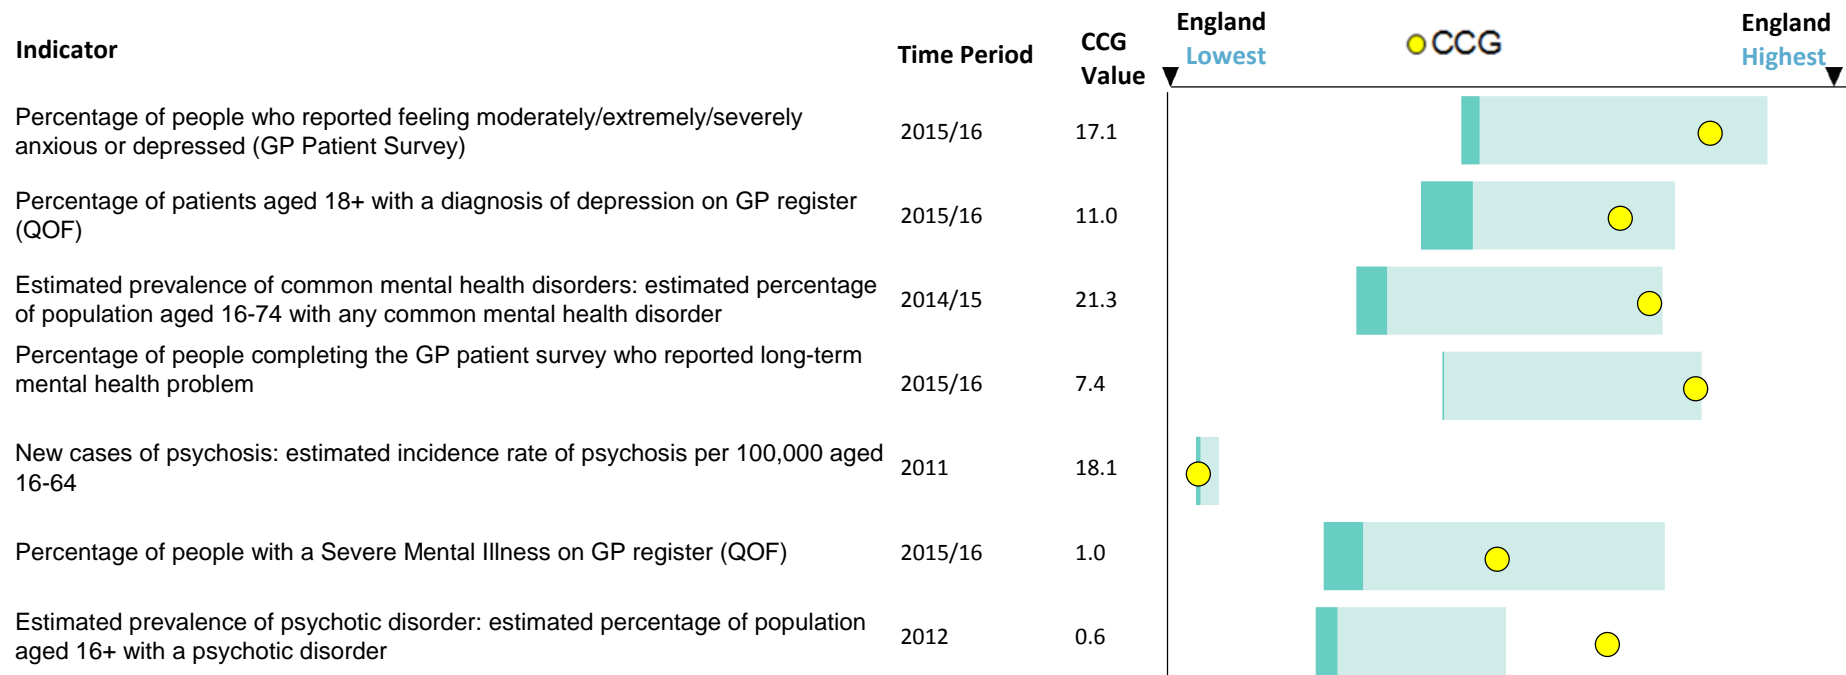 Indicator
Time Period
CCG
Value
England
Lowest
CCG
England
Highest
Percentage of people who reported feeling moderately/extremely/severely
anxious or depressed (GP Patient Survey)
2015/16
17.1
Percentage of patients aged 18+ with a diagnosis of depression on GP register
(QOF)
2015/16
11.0
Estimated prevalence of common mental health disorders: estimated percentage
of population aged 16-74 with any common mental health disorder
2014/15
21.3
Percentage of people completing the GP patient survey who reported long-term
mental health problem
2015/16
7.4
New cases of psychosis: estimated incidence rate of psychosis per 100,000 aged
16-64
2011
18.1
Percentage of people with a Severe Mental Illness on GP register (QOF)
2015/16
1.0
Estimated prevalence of psychotic disorder: estimated percentage of population
aged 16+ with a psychotic disorder
2012
0.6